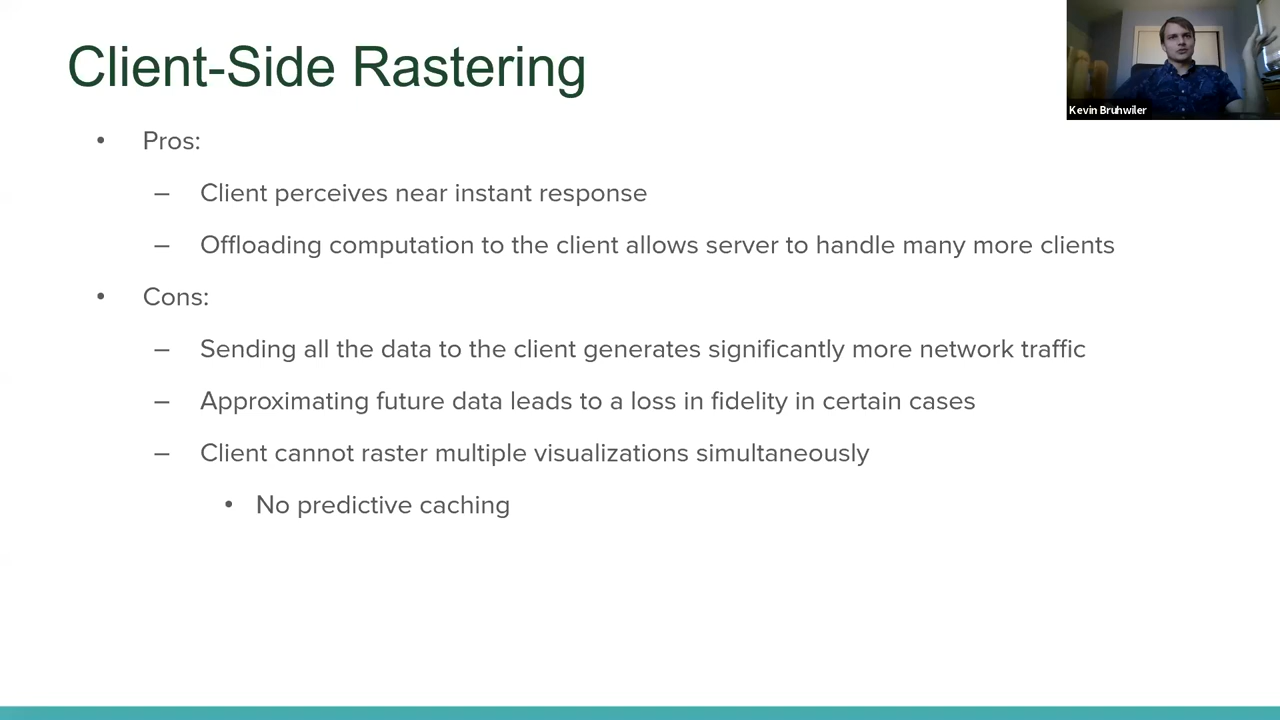 Client-Side Rastering
Kevin Bruhwiler
• Pros:
– Client perceives near instant response
– Offloading computation to the client allows server to handle many more clients
• Cons:
– Sending all the data to the client generates significantly more network traffic
– Approximating future data leads to a loss in fidelity in certain cases
– Client cannot raster multiple visualizations simultaneously
• No predictive caching